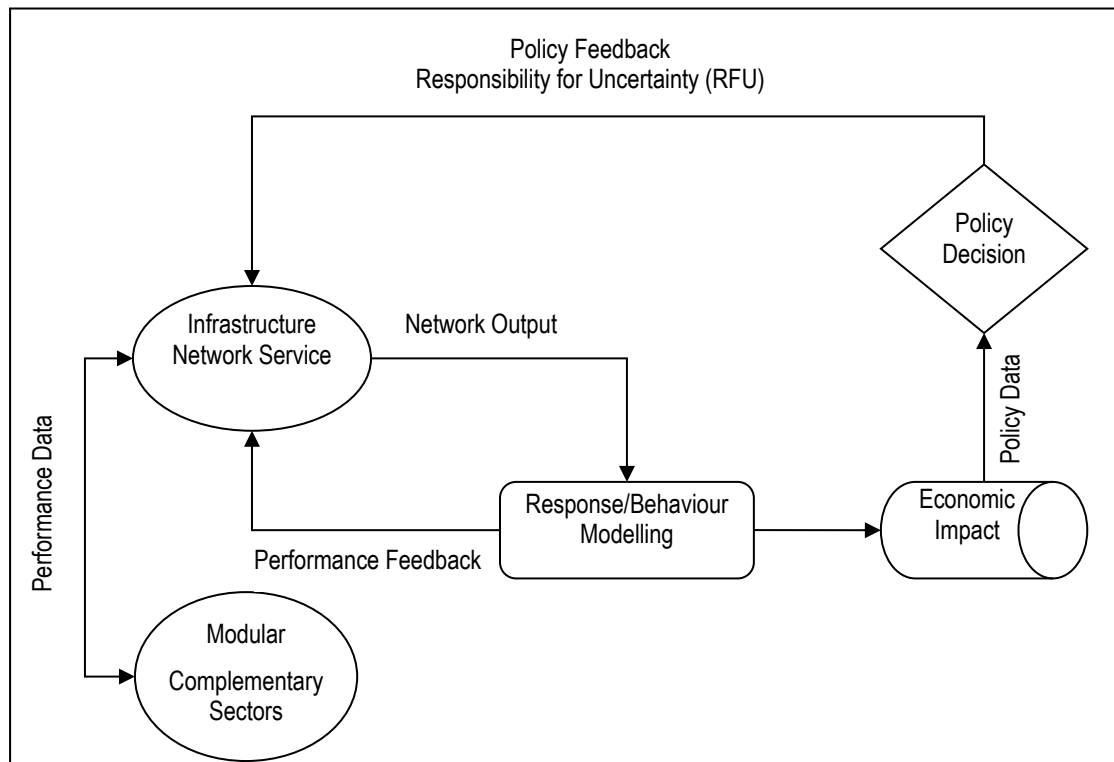 Policy Feedback
Responsibility for Uncertainty (RFU)
Policy
Decision
Infrastructure
Network Service
Network Output
Policy Data
Performance Data
Response/Behaviour
Modelling
Economic
Impact
Performance Feedback
Modular
Complementary
Sectors